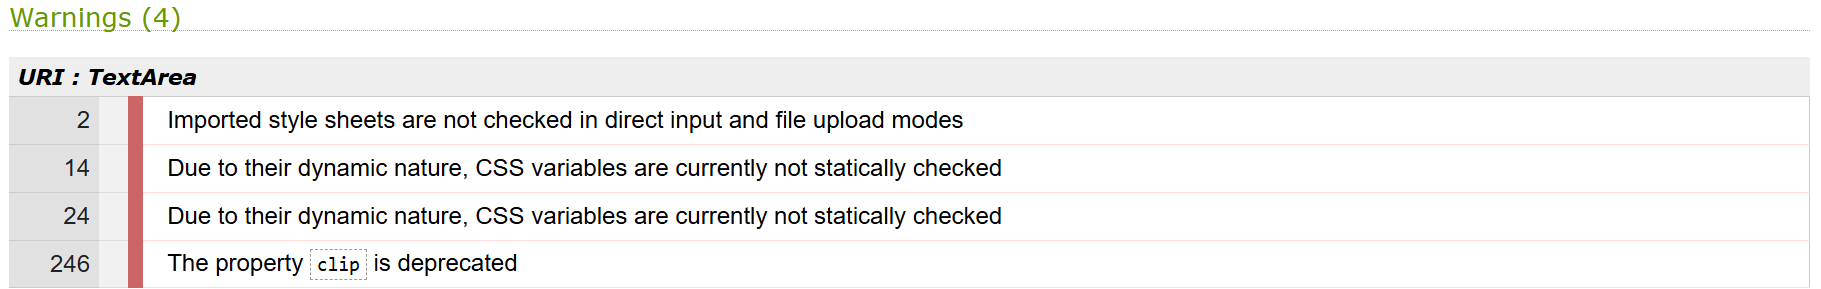 Warnings (4)
URI : TextArea
2 Imported style sheets are not checked in direct input and file upload modes
14 Due to their dynamic nature, CSS variables are currently not statically checked
24 Due to their dynamic nature, CSS variables are currently not statically checked
246 The property clip is deprecated